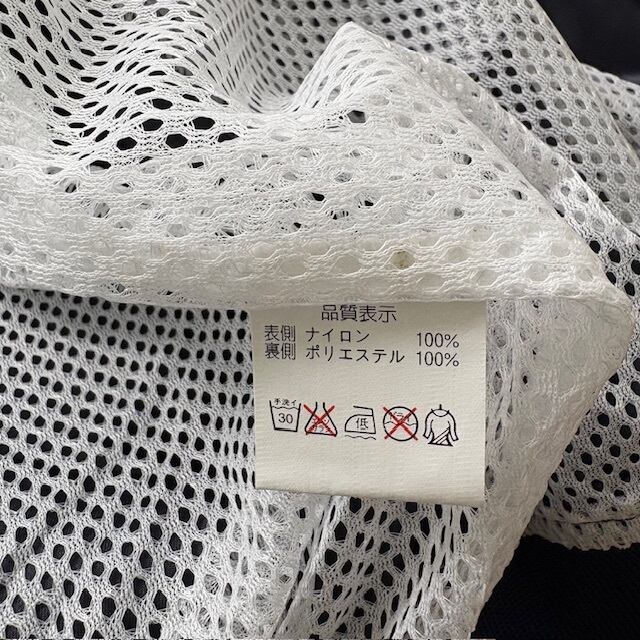 品質表示
表側 ナイロン 100%
裏側 ポリエステル 100%
手洗イ
30
低